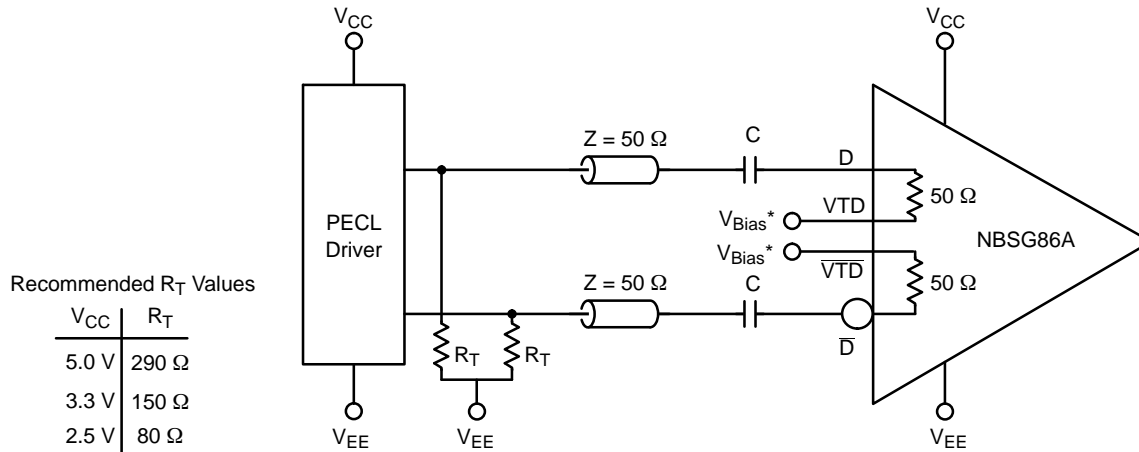 V_CC
V_CC
Z = 50 Ω
C
D
50 Ω
VTD
V_Bias*
PECL
Driver
NBSG86A
V_Bias*
V̅T̅D̅
Recommended R_T Values
Z = 50 Ω
C
50 Ω
V_CC R_T
D̅
R_T R_T
5.0 V 290 Ω
3.3 V 150 Ω
2.5 V 80 Ω
V_EE
V_EE
V_EE